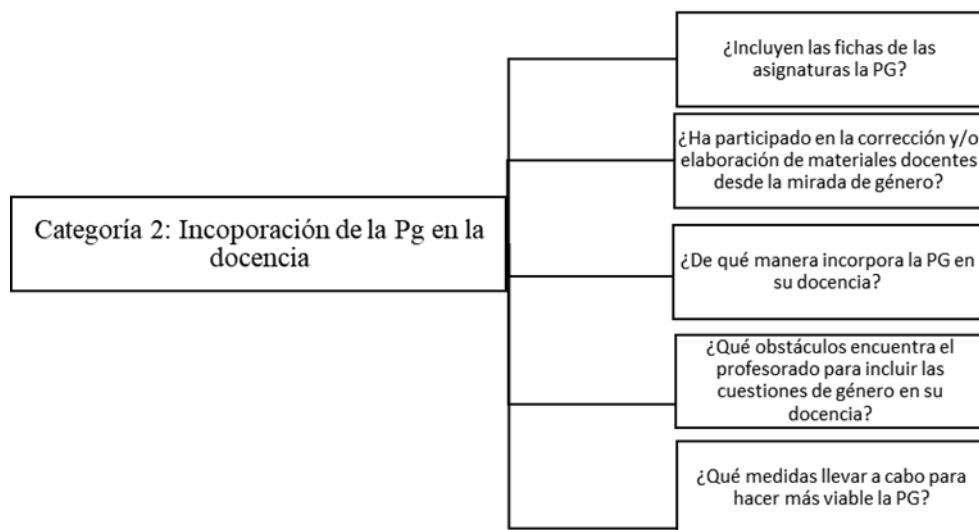 Categoría 2: Incoporación de la Pg en la
docencia
¿Incluyen las fichas de las
asignaturas la PG?
¿Ha participado en la corrección y/o
elaboración de materiales docentes
desde la mirada de género?
¿De qué manera incorpora la PG en
su docencia?
¿Qué obstáculos encuentra el
profesorado para incluir las
cuestiones de género en su
docencia?
¿Qué medidas llevar a cabo para
hacer más viable la PG?